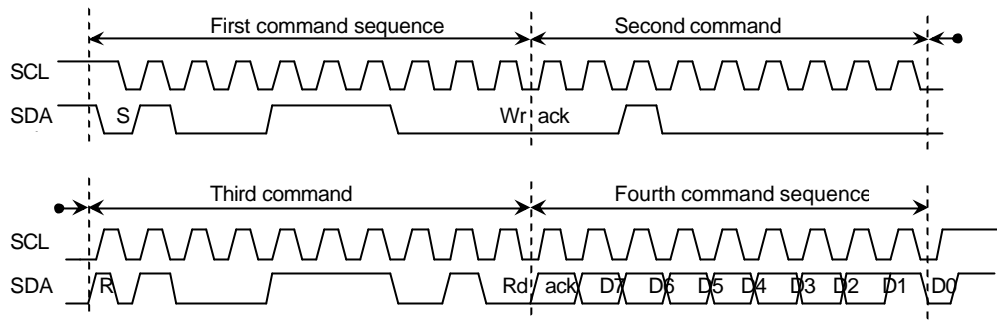 First command sequence Second command
SCL
SDA S Wr ack
Third command Fourth command sequence
SCL
SDA R Rd ack D7 D6 D5 D4 D3 D2 D1 D0